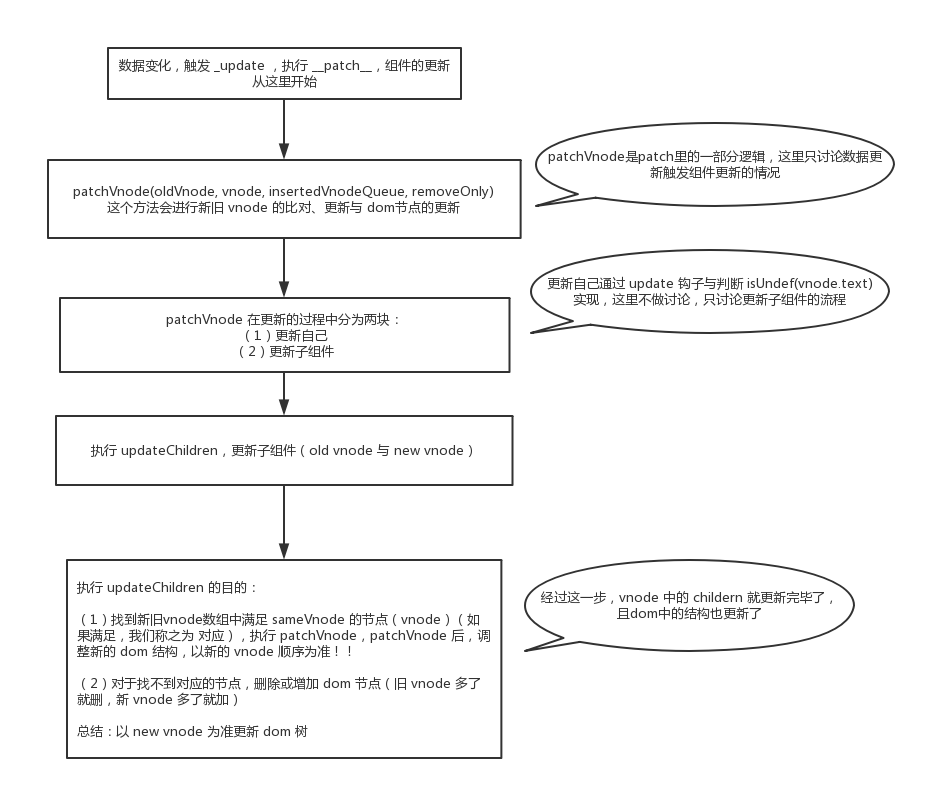 数据变化，触发 _update ，执行 __patch__，组件的更新
从这里开始
patchVnode(oldVnode, vnode, insertedVnodeQueue, removeOnly)
这个方法会进行新旧 vnode 的比对、更新与 dom节点的更新
patchVnode是patch里的一部分逻辑，这里只讨论数据更
新触发组件更新的情况
patchVnode 在更新的过程中分为两块：
（1）更新自己
（2）更新子组件
更新自己通过 update 钩子与判断 isUndef(vnode.text)
实现，这里不做讨论，只讨论更新子组件的流程
执行 updateChildren，更新子组件（ old vnode 与 new vnode ）
执行 updateChildren 的目的：
（1）找到新旧vnode数组中满足 sameVnode 的节点（ vnode ）（ 如
果满足，我们称之为 对应），执行 patchVnode，patchVnode 后，调
整新的 dom 结构，以新的 vnode 顺序为准！！
（2）对于找不到对应的节点，删除或增加 dom 节点（ 旧 vnode 多了
就删，新 vnode 多了就加）
总结：以 new vnode 为准更新 dom 树
经过这一步，vnode 中的 childern 就更新完毕了，
且dom中的结构也更新了